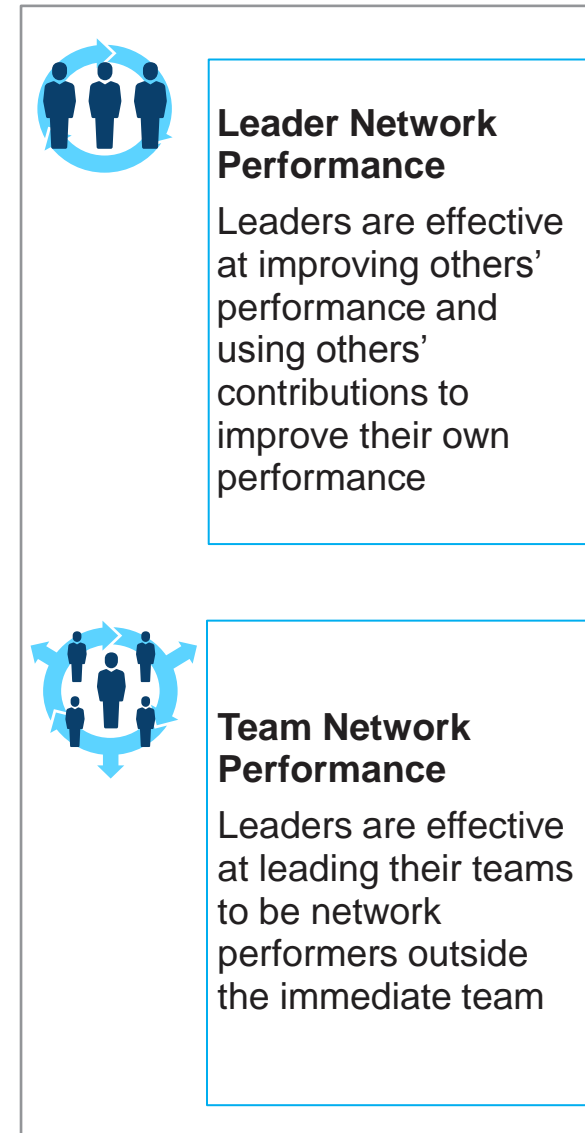 Leader Network
Performance
Leaders are effective
at improving others’
performance and
using others’
contributions to
improve their own
performance
Team Network
Performance
Leaders are effective
at leading their teams
to be network
performers outside
the immediate team